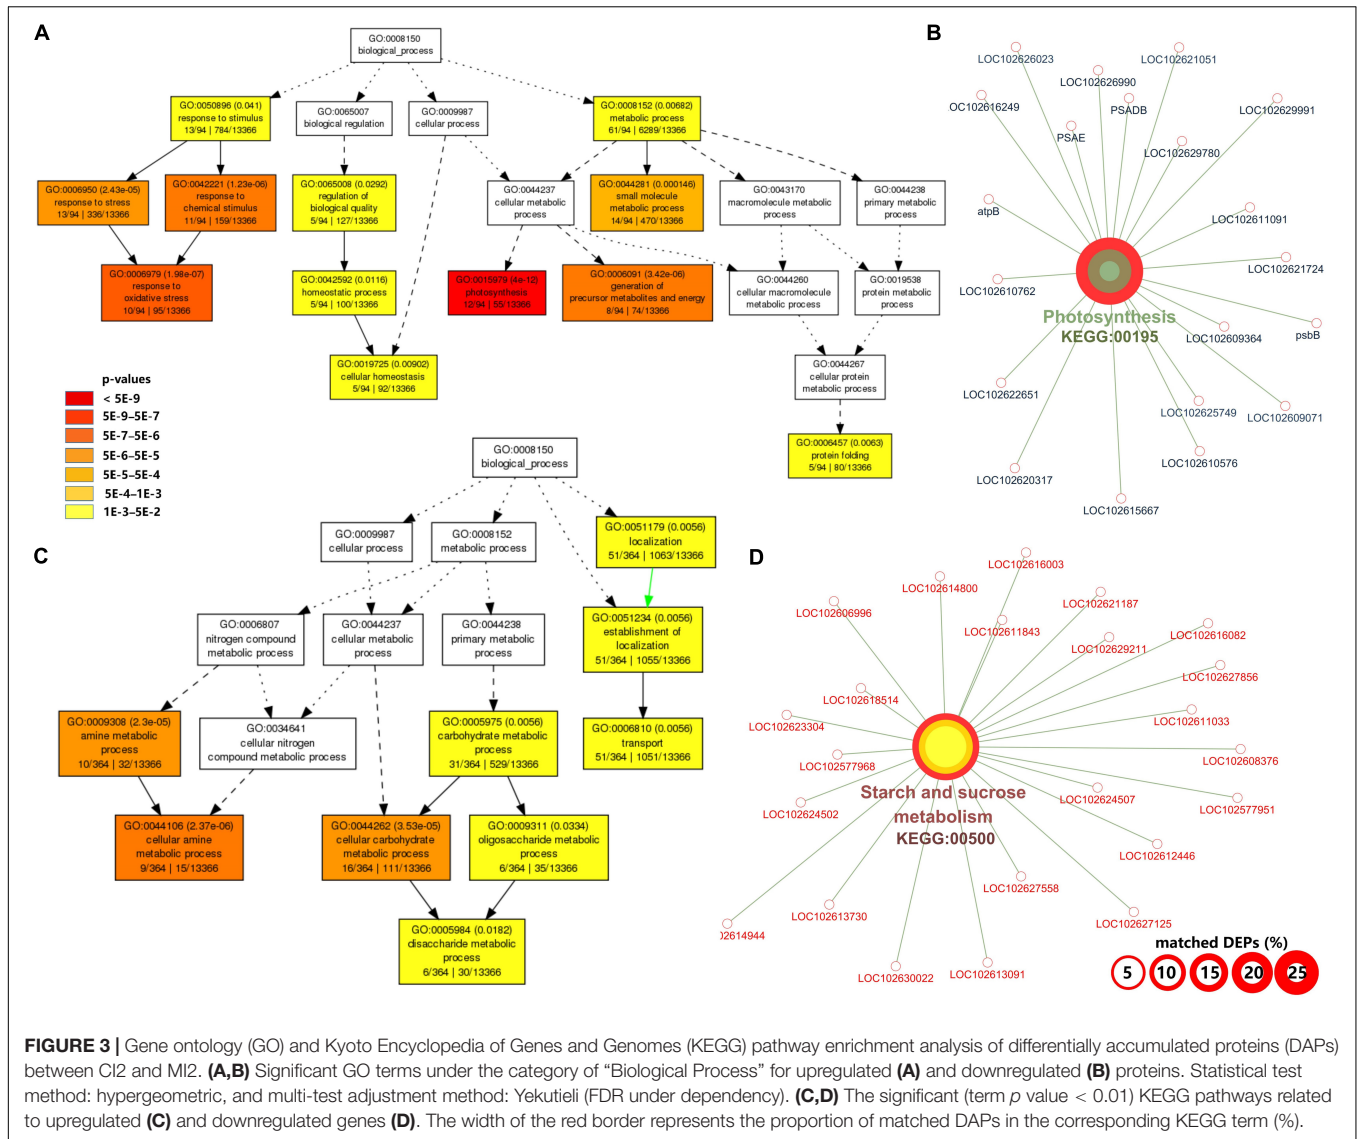 A
GO:0008150
biological_process
GO:0050896 (0.041)
response to stimulus
13/94 | 784/13366
GO:0065007
biological regulation
GO:0009987
cellular process
GO:0008152 (0.00682)
metabolic process
61/94 | 6289/13366
GO:0006950 (2.43e-05)
response to stress
13/94 | 336/13366
GO:0042221 (1.23e-06)
response to
chemical stimulus
11/94 | 159/13366
GO:0065008 (0.0292)
regulation of
biological quality
5/94 | 127/13366
GO:0044237
cellular metabolic
process
GO:0044281 (0.000146)
small molecule
metabolic process
14/94 | 470/13366
GO:0043170
macromolecule metabolic
process
GO:0044238
primary metabolic
process
GO:0006979 (1.98e-07)
response to
oxidative stress
10/94 | 95/13366
GO:0042592 (0.0116)
homeostatic process
5/94 | 100/13366
GO:0015979 (4e-12)
photosynthesis
12/94 | 55/13366
GO:0006091 (3.42e-06)
generation of
precursor metabolites and energy
8/94 | 74/13366
GO:0044260
cellular macromolecule
metabolic process
GO:0019538
protein metabolic
process
GO:0019725 (0.00902)
cellular homeostasis
5/94 | 92/13366
GO:0044267
cellular protein
metabolic process
GO:0006457 (0.0063)
protein folding
5/94 | 80/13366
p-values
< 5E-9
5E-9–5E-7
5E-7–5E-6
5E-6–5E-5
5E-5–5E-4
5E-4–1E-3
1E-3–5E-2
B
LOC102626023
LOC102621051
LOC102626990
OC102616249
PSADB
LOC102629991
PSAE
LOC102629780
atpB
LOC102611091
LOC102621724
LOC102610762
Photosynthesis
KEGG:00195
psbB
LOC102609364
LOC102622651
LOC102625749
LOC102609071
LOC102610576
LOC102620317
LOC102615667
C
GO:0008150
biological_process
GO:0009987
cellular process
GO:0008152
metabolic process
GO:0051179 (0.0056)
localization
51/364 | 1063/13366
GO:0006807
nitrogen compound
metabolic process
GO:0044237
cellular metabolic
process
GO:0044238
primary metabolic
process
GO:0051234 (0.0056)
establishment of
localization
51/364 | 1055/13366
GO:0009308 (2.3e-05)
amine metabolic
process
10/364 | 32/13366
GO:0034641
cellular nitrogen
compound metabolic process
GO:0005975 (0.0056)
carbohydrate metabolic
process
31/364 | 529/13366
GO:0006810 (0.0056)
transport
51/364 | 1051/13366
GO:0044106 (2.37e-06)
cellular amine
metabolic process
9/364 | 15/13366
GO:0044262 (3.53e-05)
cellular carbohydrate
metabolic process
16/364 | 111/13366
GO:0009311 (0.0334)
oligosaccharide metabolic
process
6/364 | 35/13366
GO:0005984 (0.0182)
disaccharide metabolic
process
6/364 | 30/13366
D
LOC102616003
LOC102614800
LOC102606996
LOC102621187
LOC102611843
LOC102616082
LOC102629211
LOC102627856
LOC102618514
LOC102623304
LOC102611033
LOC102577968
LOC102608376
Starch and sucrose
metabolism
KEGG:00500
LOC102624502
LOC102624507
LOC102577951
LOC102612446
LOC102627558
LOC102613730
LOC102627125
02614944
LOC102630022
LOC102613091
matched DEPs (%)
5 10 15 20 25
FIGURE 3 | Gene ontology (GO) and Kyoto Encyclopedia of Genes and Genomes (KEGG) pathway enrichment analysis of differentially accumulated proteins (DAPs)
between CI2 and MI2. (A,B) Significant GO terms under the category of “Biological Process” for upregulated (A) and downregulated (B) proteins. Statistical test
method: hypergeometric, and multi-test adjustment method: Yekutieli (FDR under dependency). (C,D) The significant (term p value < 0.01) KEGG pathways related
to upregulated (C) and downregulated genes (D). The width of the red border represents the proportion of matched DAPs in the corresponding KEGG term (%).